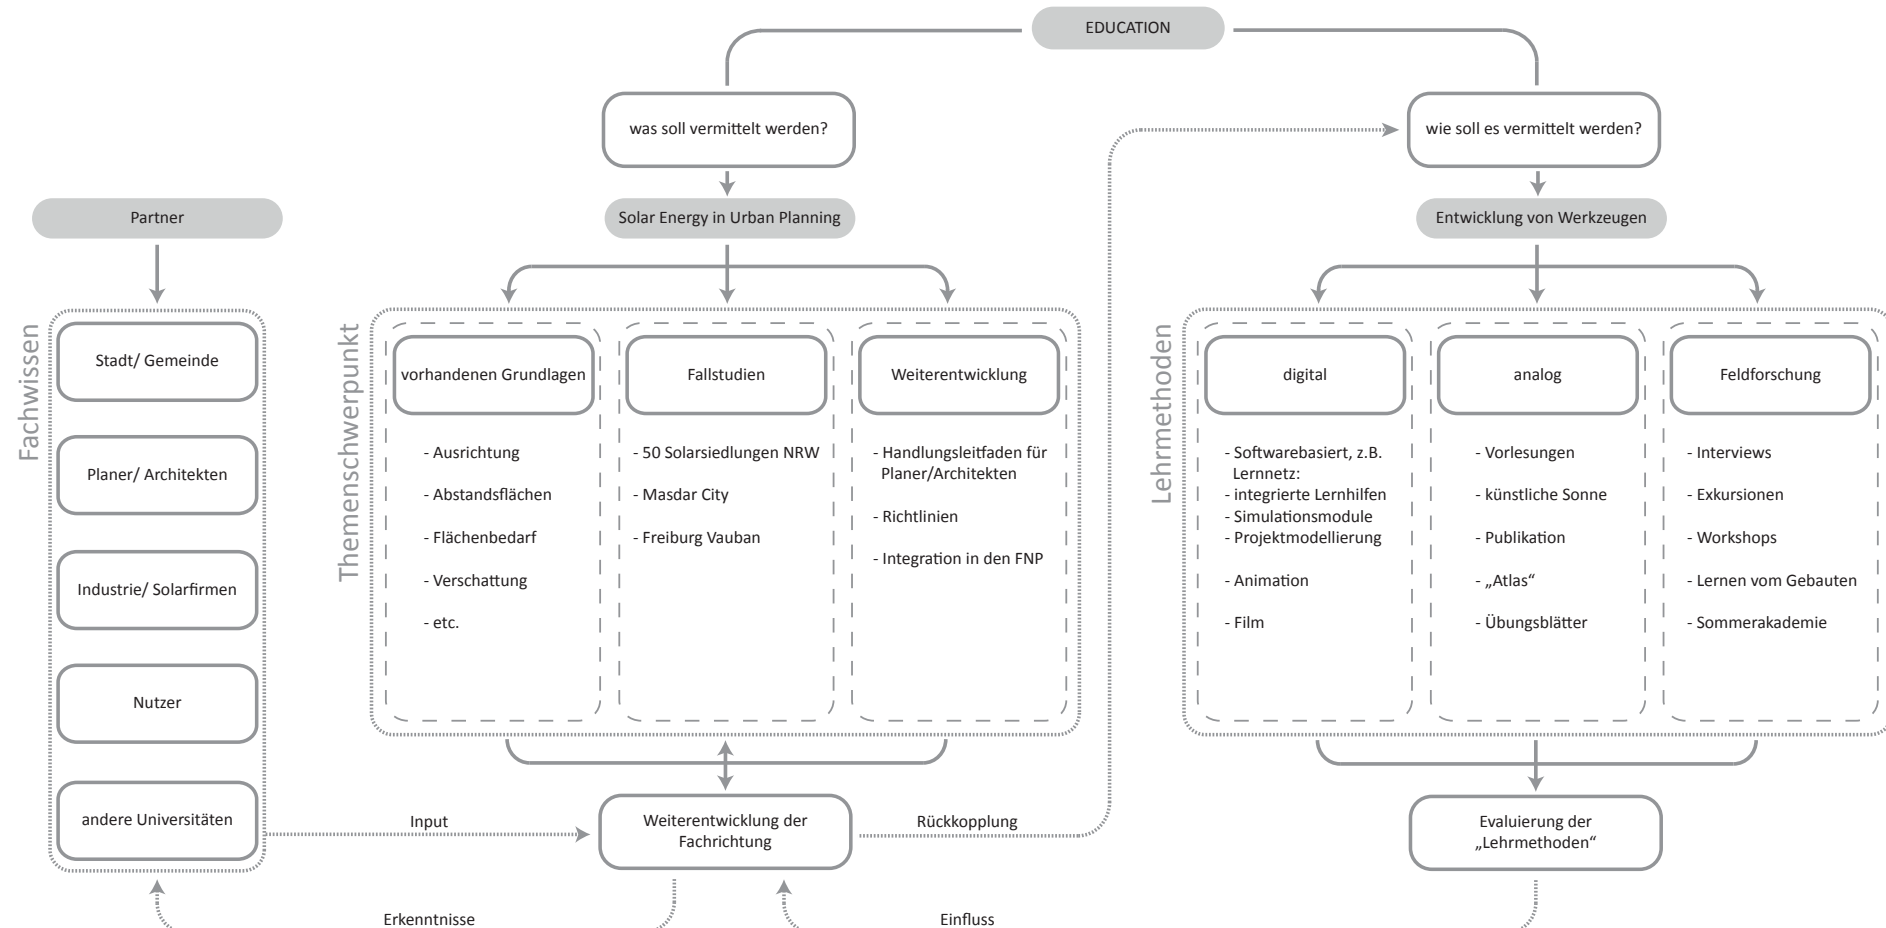 EDUCATION
was soll vermittelt werden?
wie soll es vermittelt werden?
Partner
Solar Energy in Urban Planning
Entwicklung von Werkzeugen
Fachwissen
Stadt/ Gemeinde
Planer/ Architekten
Industrie/ Solarfirmen
Nutzer
andere Universitäten
Themenschwerpunkt
vorhandenen Grundlagen
- Ausrichtung
- Abstandsflächen
- Flächenbedarf
- Verschattung
- etc.
Fallstudien
- 50 Solarsiedlungen NRW
- Masdar City
- Freiburg Vauban
Weiterentwicklung
- Handlungsleitfaden für
Planer/Architekten
- Richtlinien
- Integration in den FNP
Lehrmethoden
digital
- Softwarebasiert, z.B.
Lernnetz:
- integrierte Lernhilfen
- Simulationsmodule
- Projektmodellierung
- Animation
- Film
analog
- Vorlesungen
- künstliche Sonne
- Publikation
- „Atlas“
- Übungsblätter
Feldforschung
- Interviews
- Exkursionen
- Workshops
- Lernen vom Gebauten
- Sommerakademie
Input
Weiterentwicklung der
Fachrichtung
Rückkopplung
Evaluierung der
„Lehrmethoden“
Erkenntnisse
Einfluss